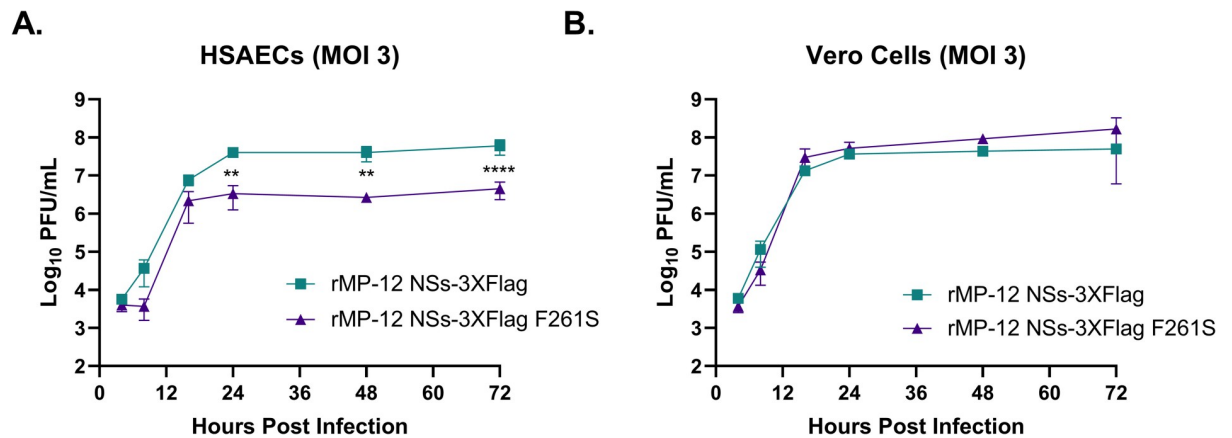 A.
HSAECs (MOI 3)
Log10 PFU/mL
9
8
7
6
5
4
3
2
**
**
****
rMP-12 NSs-3XFlag
rMP-12 NSs-3XFlag F261S
0
12
24
36
48
60
72
Hours Post Infection
B.
Vero Cells (MOI 3)
Log10 PFU/mL
9
8
7
6
5
4
3
2
rMP-12 NSs-3XFlag
rMP-12 NSs-3XFlag F261S
0
12
24
36
48
60
72
Hours Post Infection